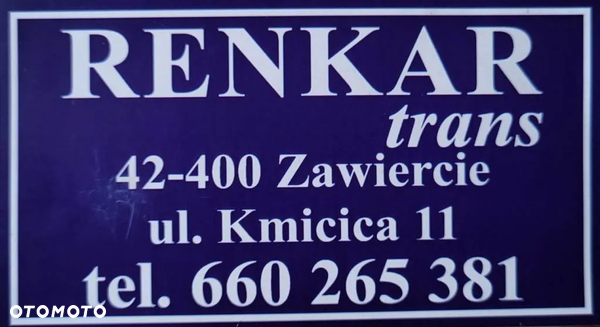 RENKAR
trans
42-400 Zawiercie
ul. Kmicica 11
tel. 660 265 381
OTOMOTO